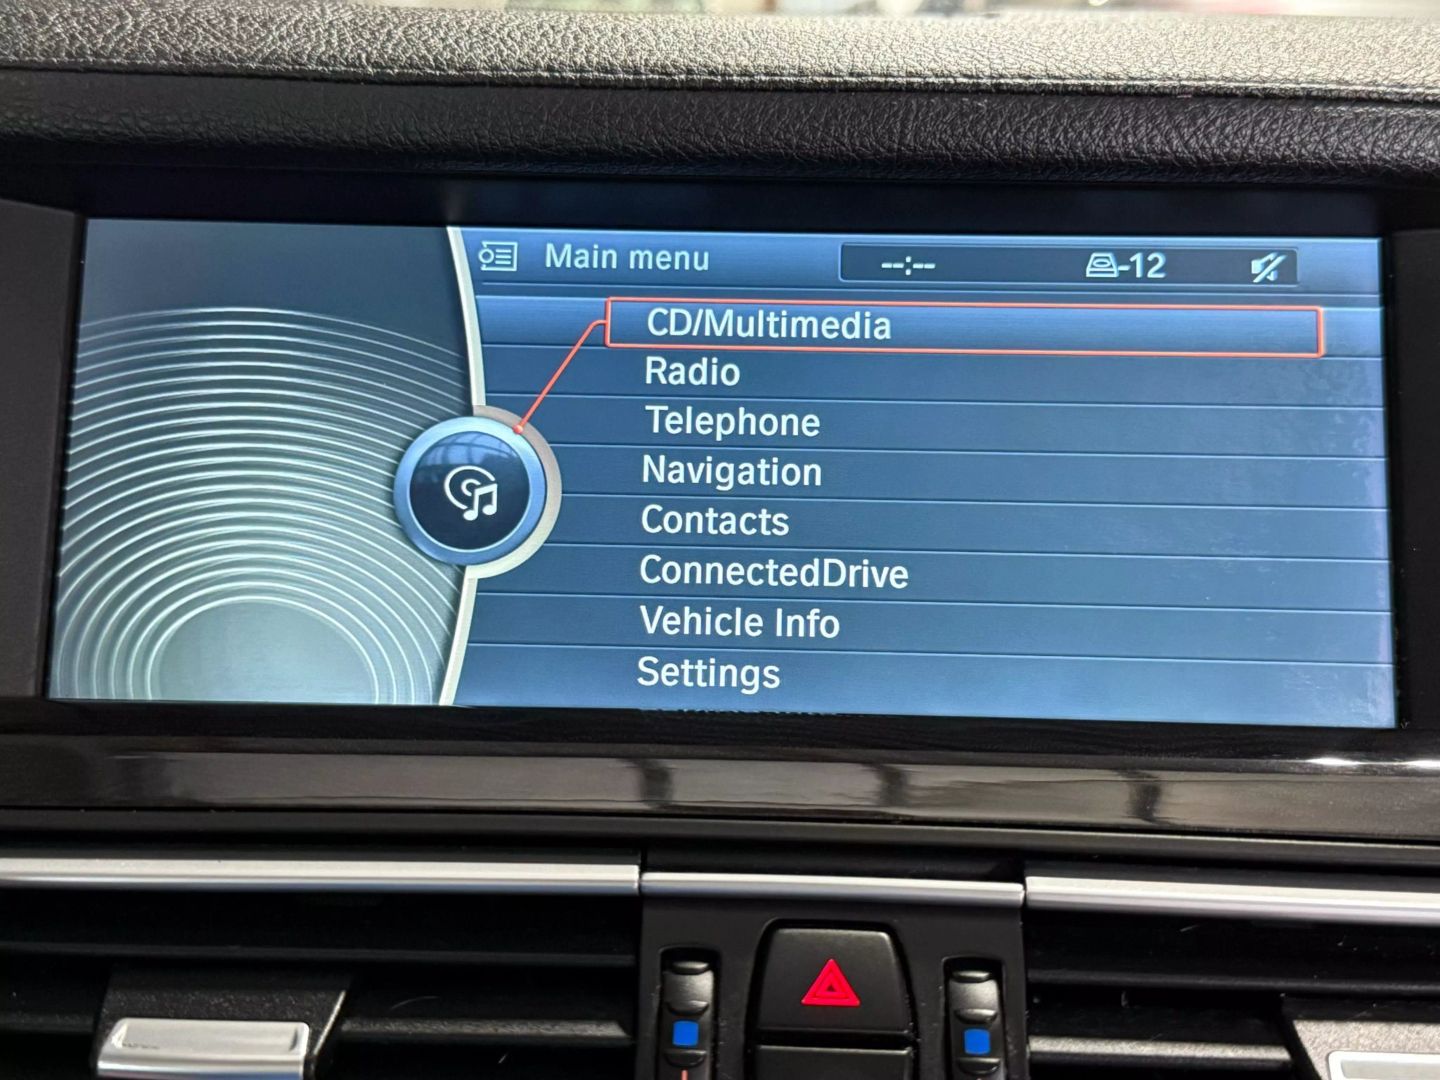 Main menu
--:-- -12
CD/Multimedia
Radio
Telephone
Navigation
Contacts
ConnectedDrive
Vehicle Info
Settings